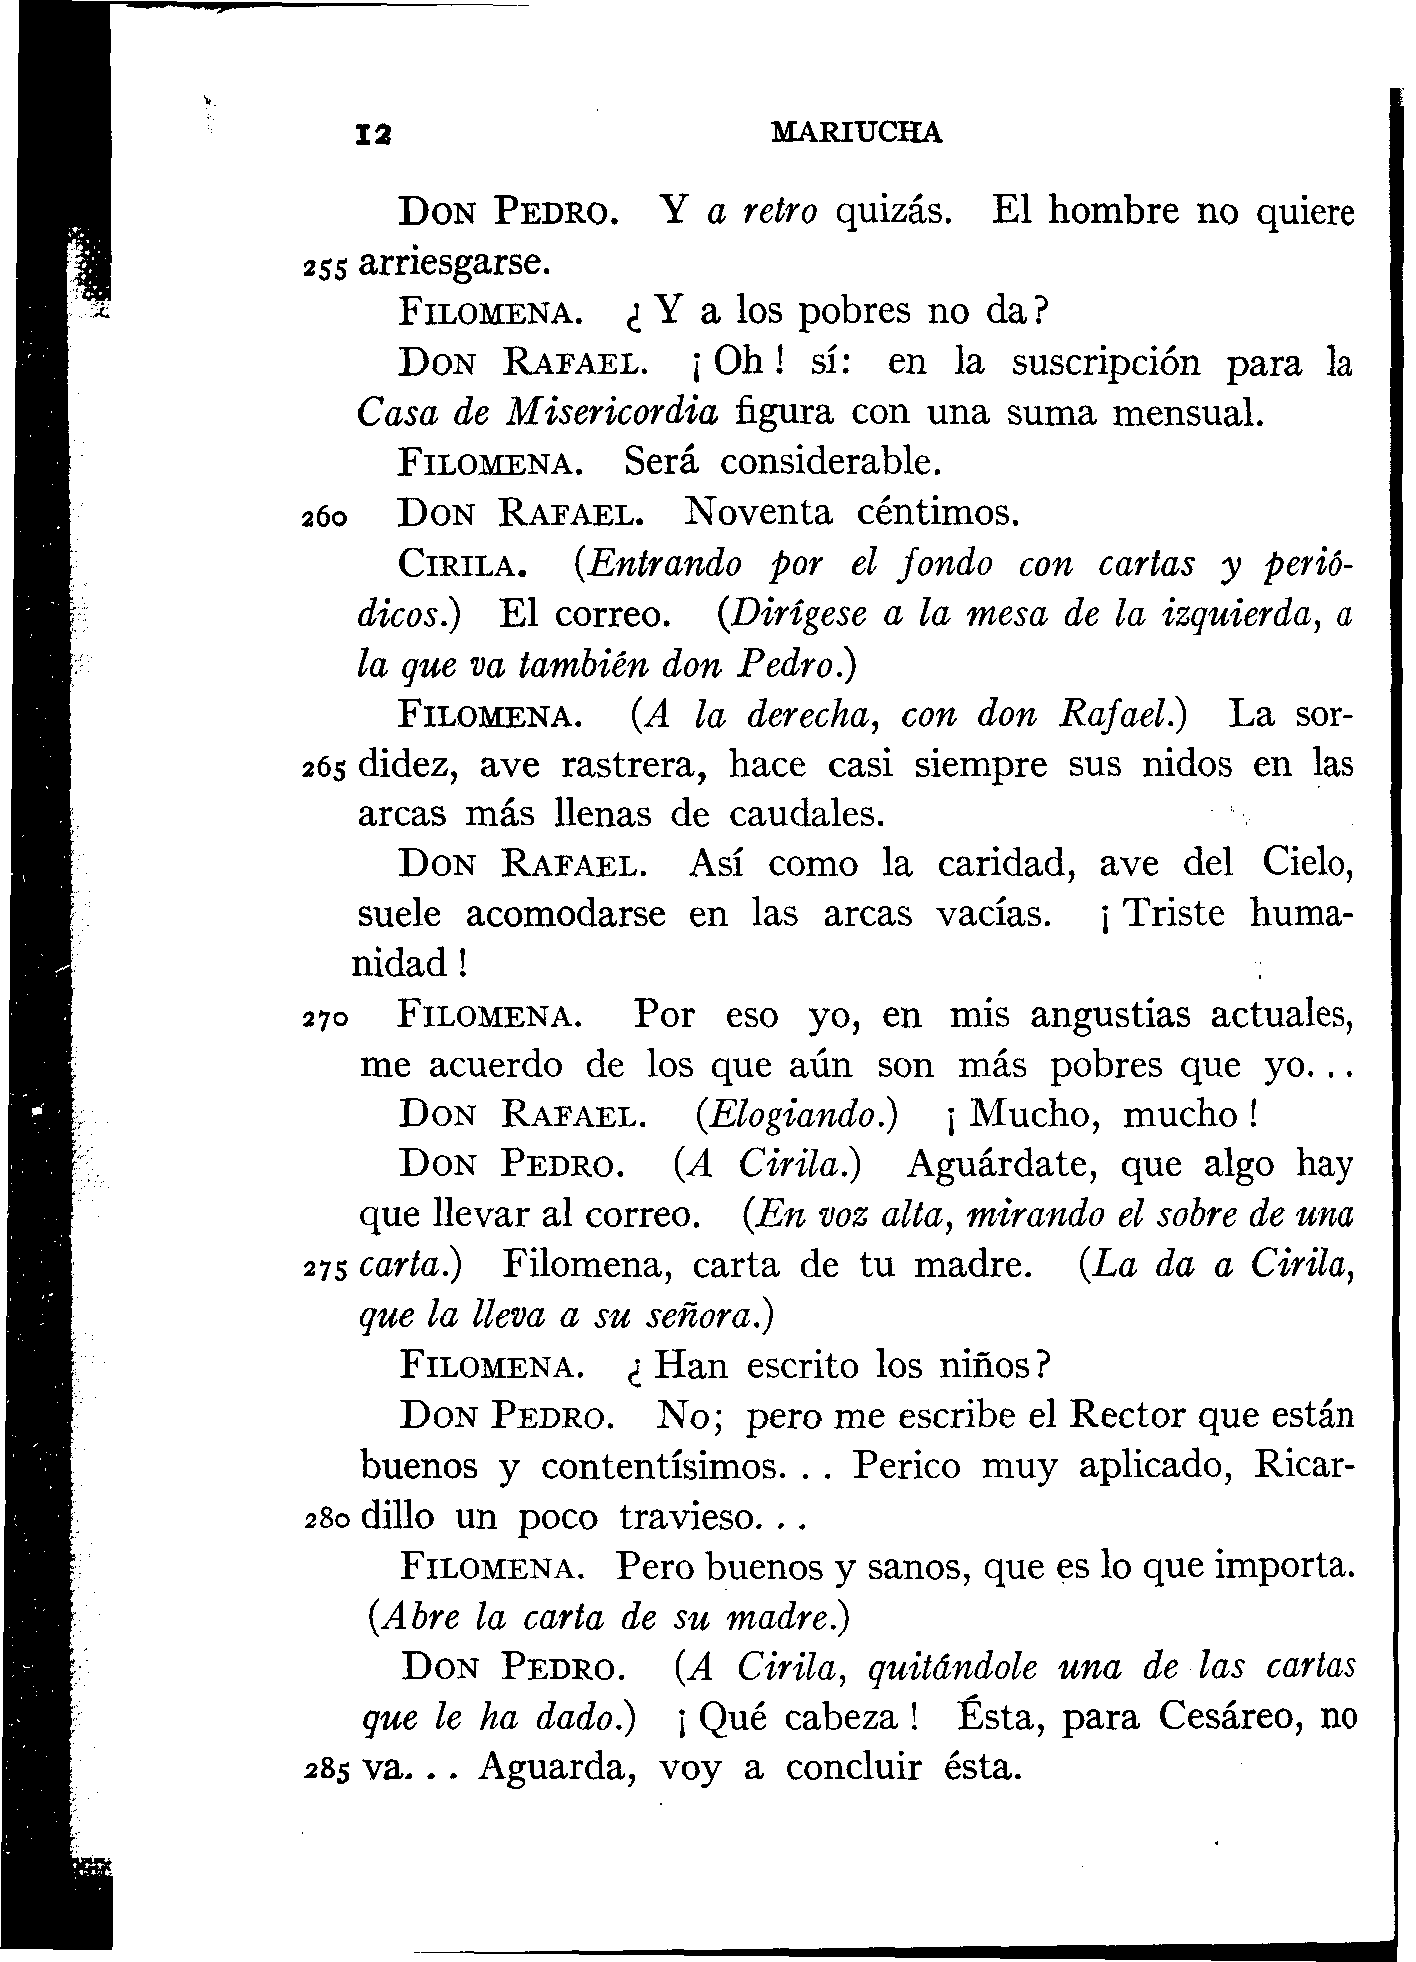 12 MARIUCHA
DON PEDRO. Y a retro quizás. El hombre no quiere
255 arriesgarse.
FILOMENA. ¿ Y a los pobres no da?
DON RAFAEL. ¡ Oh ! sí: en la suscripción para la
Casa de Misericordia figura con una suma mensual.
FILOMENA. Será considerable.
260 DON RAFAEL. Noventa céntimos.
CIRILA. (Entrando por el fondo con cartas y perió-
dicos.) El correo. (Dirígese a la mesa de la izquierda, a
la que va también don Pedro.)
FILOMENA. (A la derecha, con don Rafael.) La sor-
265 didez, ave rastrera, hace casi siempre sus nidos en las
arcas más llenas de caudales.
DON RAFAEL. Así como la caridad, ave del Cielo,
suele acomodarse en las arcas vacías. ¡ Triste huma-
nidad !
270 FILOMENA. Por eso yo, en mis angustias actuales,
me acuerdo de los que aún son más pobres que yo. . .
DON RAFAEL. (Elogiando.) ¡ Mucho, mucho !
DON PEDRO. (A Cirila.) Aguárdate, que algo hay
que llevar al correo. (En voz alta, mirando el sobre de una
275 carta.) Filomena, carta de tu madre. (La da a Cirila,
que la lleva a su señora.)
FILOMENA. ¿ Han escrito los niños?
DON PEDRO. No; pero me escribe el Rector que están
buenos y contentísimos. . . Perico muy aplicado, Ricar-
280 dillo un poco travieso. . .
FILOMENA. Pero buenos y sanos, que es lo que importa.
(Abre la carta de su madre.)
DON PEDRO. (A Cirila, quitándole una de las cartas
que le ha dado.) ¡ Qué cabeza ! Ésta, para Cesáreo, no
285 va. . . Aguarda, voy a concluir ésta.